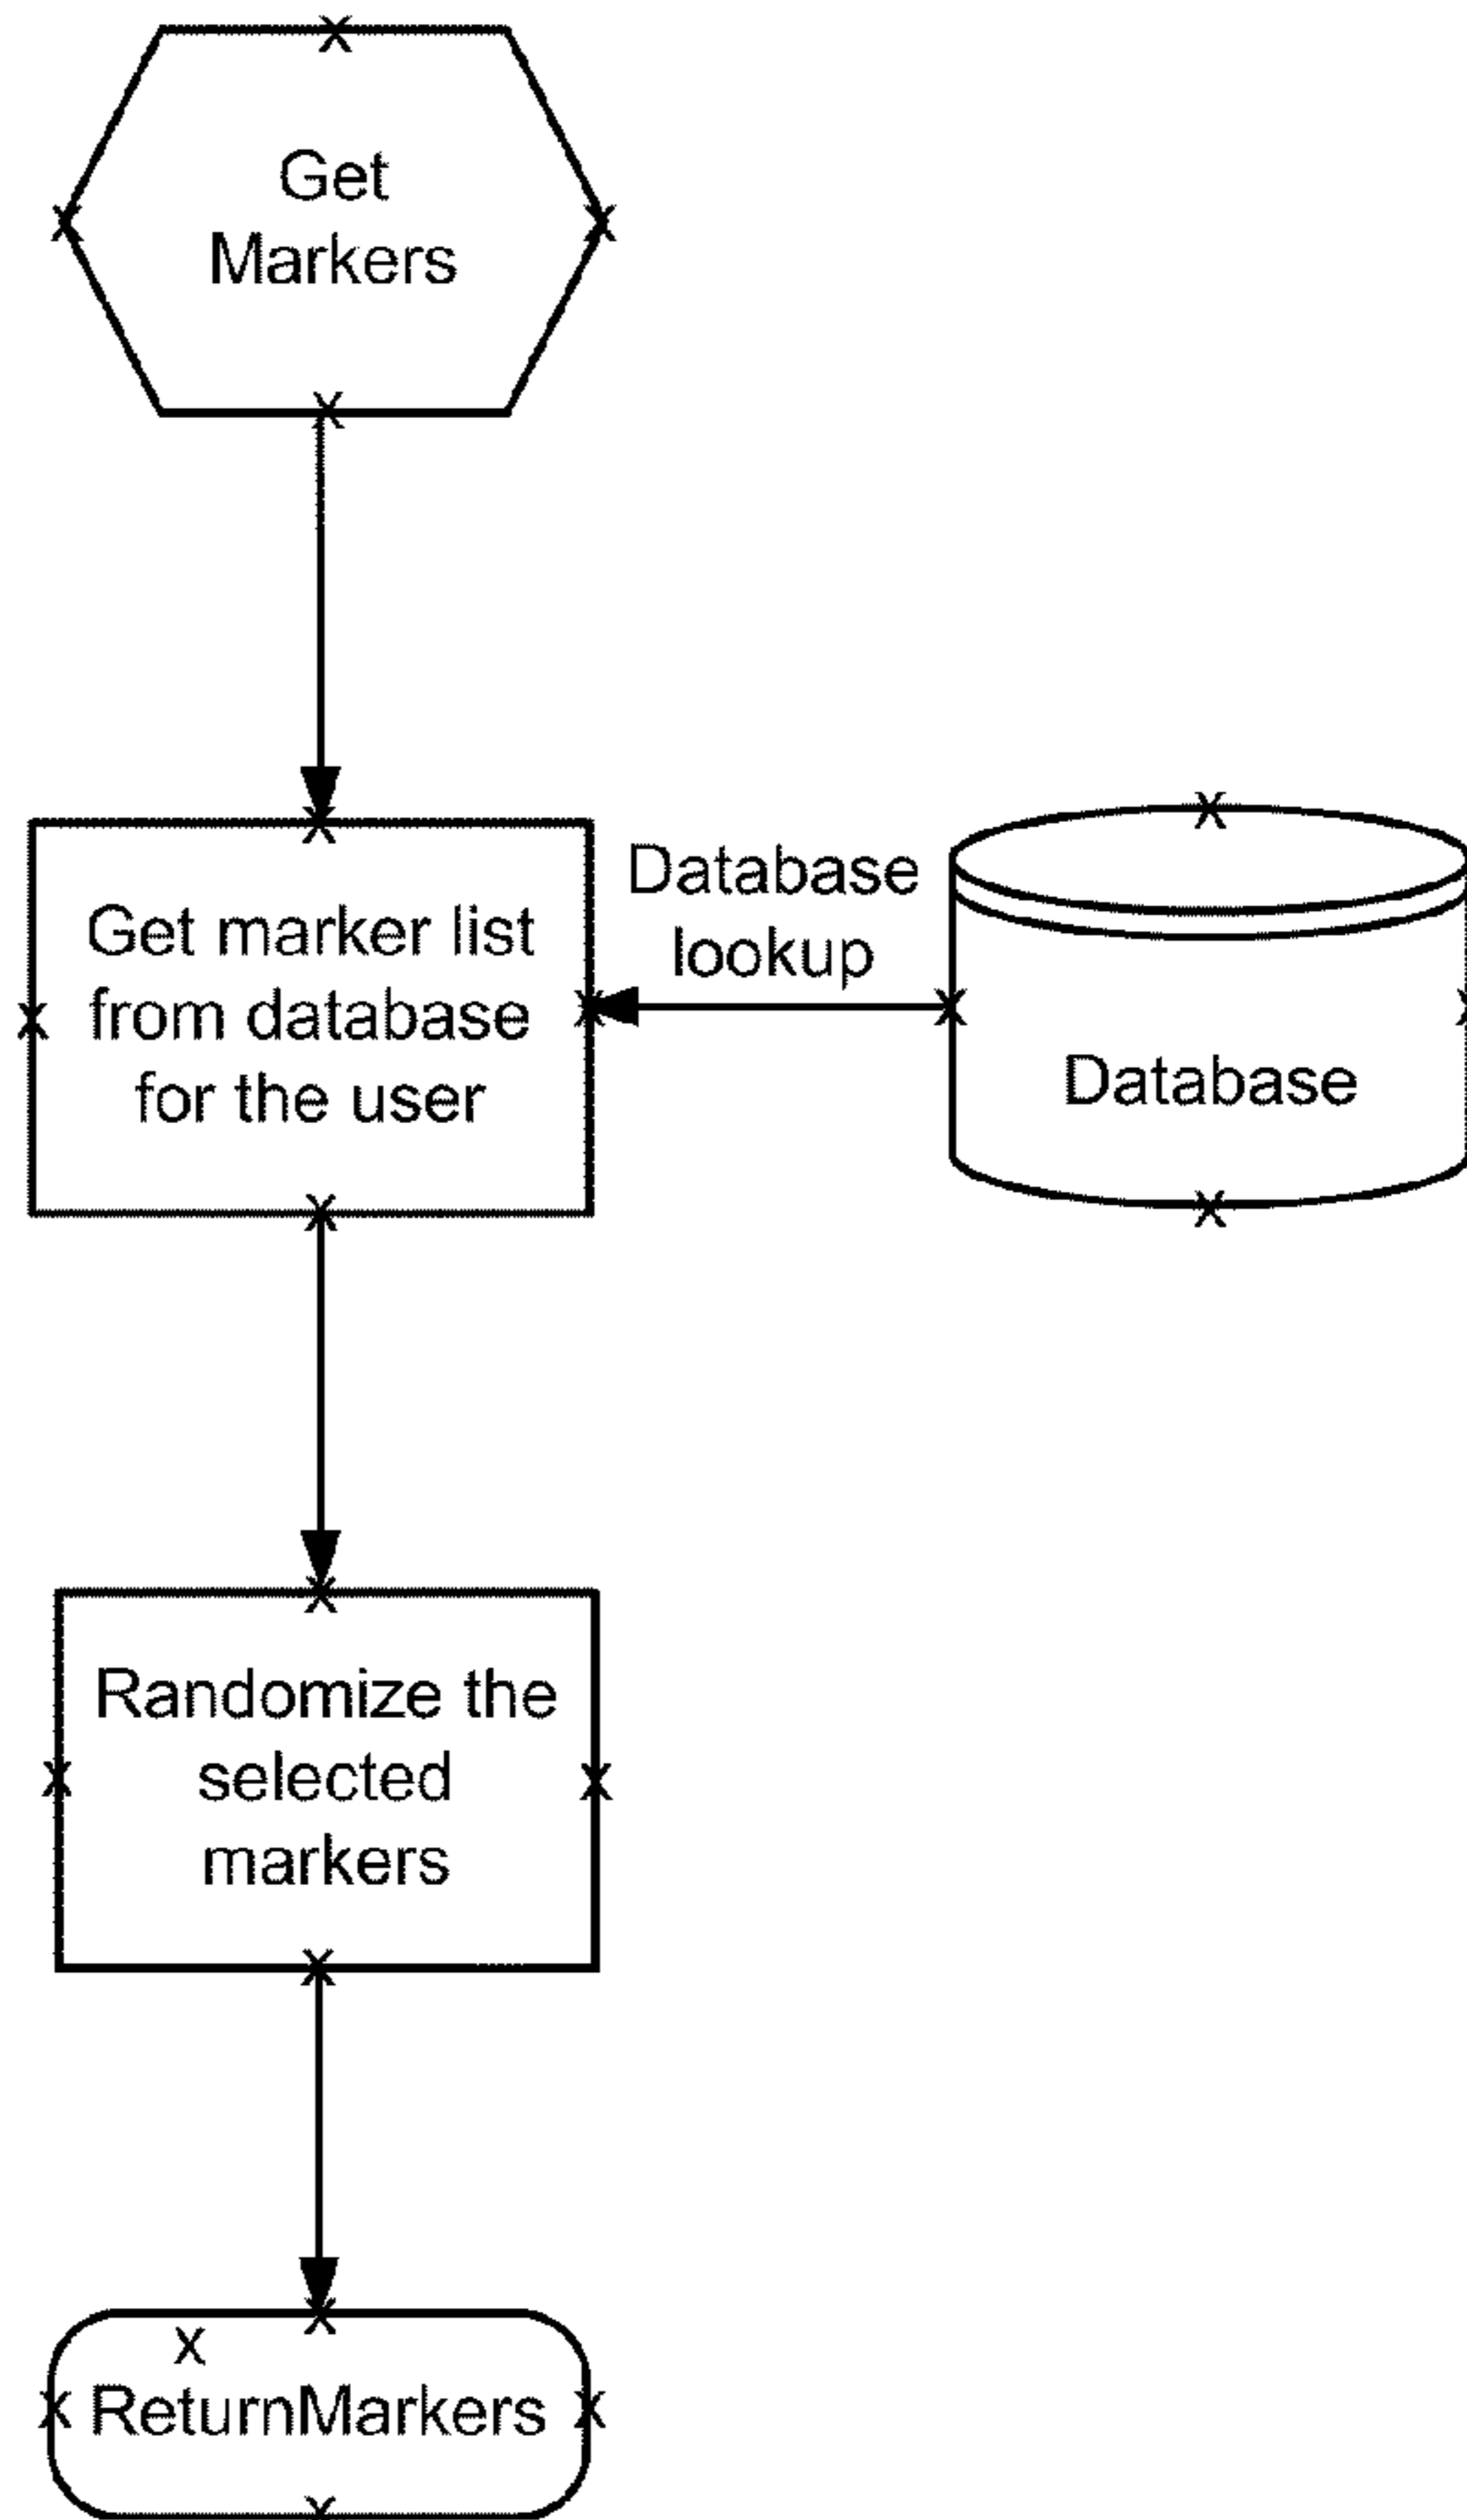 Get
Markers
Get marker list
from database
for the user
Database
lookup
Database
Randomize the
selected
markers
ReturnMarkers